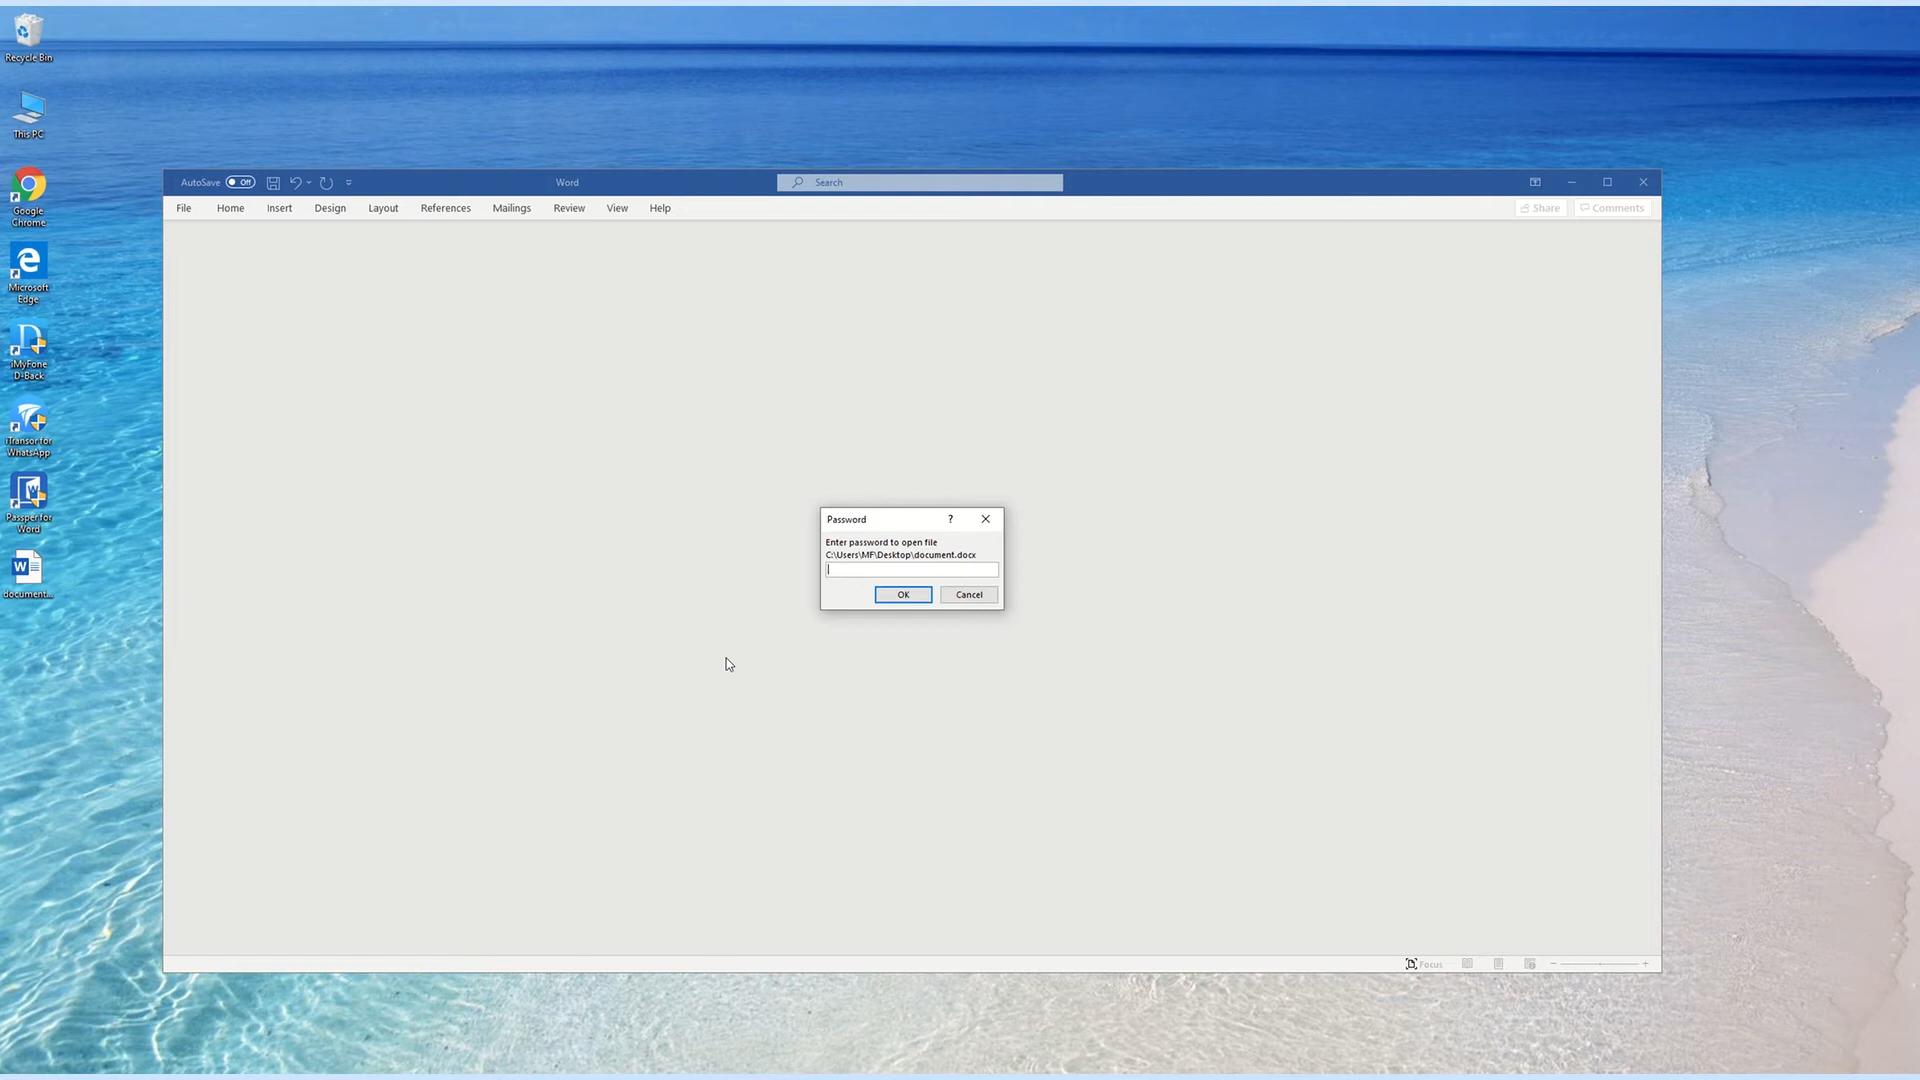 Recycle Bin
This PC
Google
Chrome
Microsoft
Edge
iMyFone
D-Back
iTransor for
WhatsApp
Passper for
Word
document...
AutoSave Off
Word
Search
File Home Insert Design Layout References Mailings Review View Help
Share Comments
Password ?
Enter password to open file
C:\Users\MF\Desktop\document.docx
OK Cancel
Focus